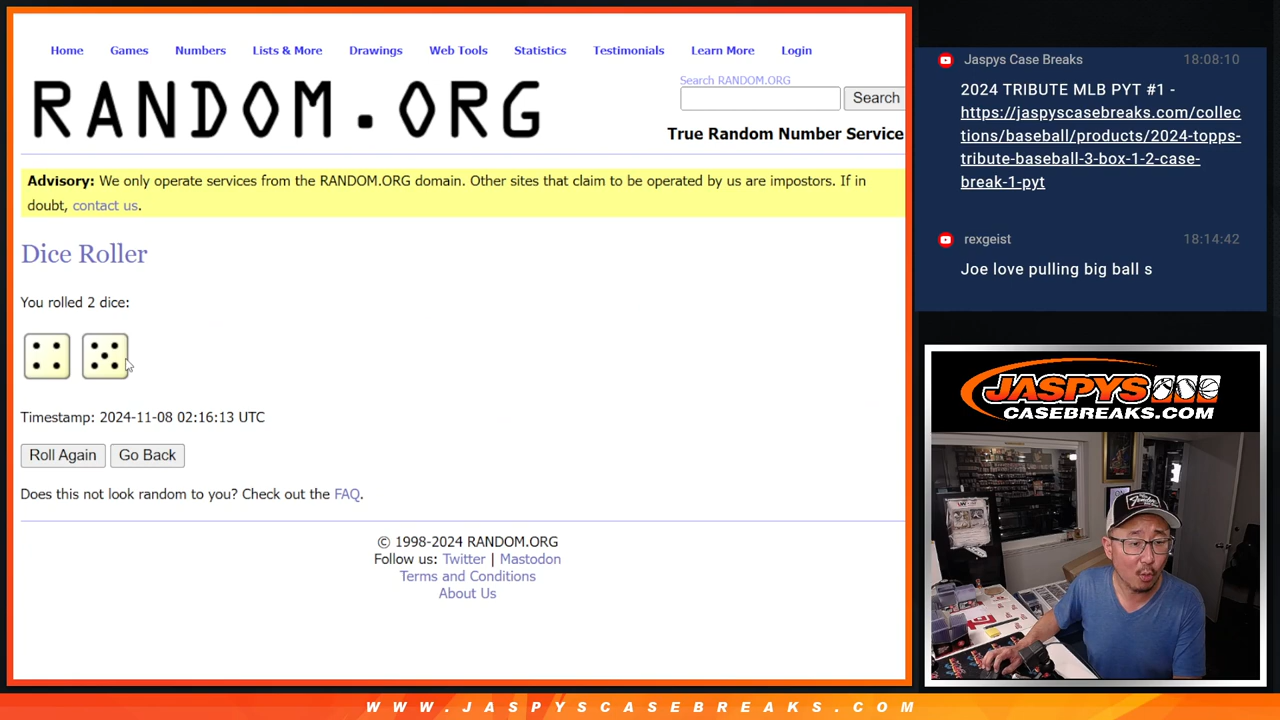 Home Games Numbers Lists & More Drawings Web Tools Statistics Testimonials Learn More Login
RANDOM.ORG
Search RANDOM.ORG
Search
True Random Number Service
Advisory: We only operate services from the RANDOM.ORG domain. Other sites that claim to be operated by us are impostors. If in
doubt, contact us.
Dice Roller
You rolled 2 dice:
Timestamp: 2024-11-08 02:16:13 UTC
Roll Again Go Back
Does this not look random to you? Check out the FAQ.
© 1998-2024 RANDOM.ORG
Follow us: Twitter | Mastodon
Terms and Conditions
About Us
Jaspys Case Breaks 18:08:10
2024 TRIBUTE MLB PYT #1 -
https://jaspyscasebreaks.com/collec
tions/baseball/products/2024-topps-
tribute-baseball-3-box-1-2-case-
break-1-pyt
rexgeist 18:14:42
Joe love pulling big ball s
JASPYS
CASEBREAKS.COM
WWW.JASPYSCASEBREAKS.COM